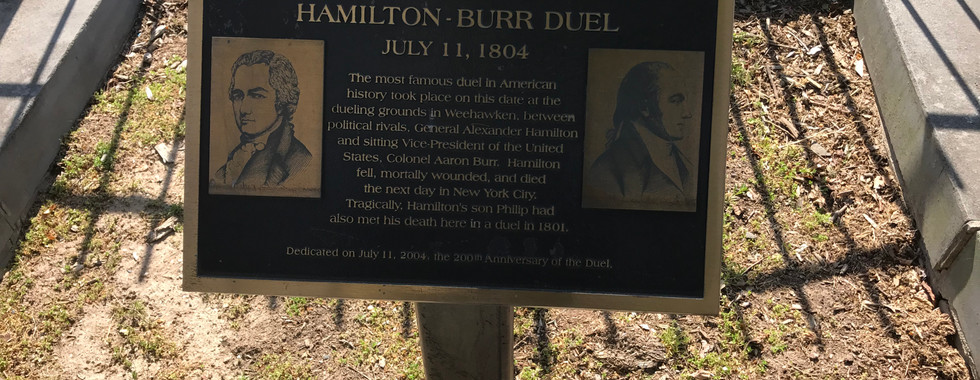 HAMILTON - BURR DUEL
JULY 11, 1804
The most famous duel in American
history took place on this date at the
dueling grounds in Weehawken, between
political rivals, General Alexander Hamilton
and sitting Vice-President of the United
States, Colonel Aaron Burr. Hamilton
fell, mortally wounded, and died
the next day in New York City.
Tragically, Hamilton's son Philip had
also met his death here in a duel in 1801.
Dedicated on July 11, 2004, the 200th Anniversary of the Duel.